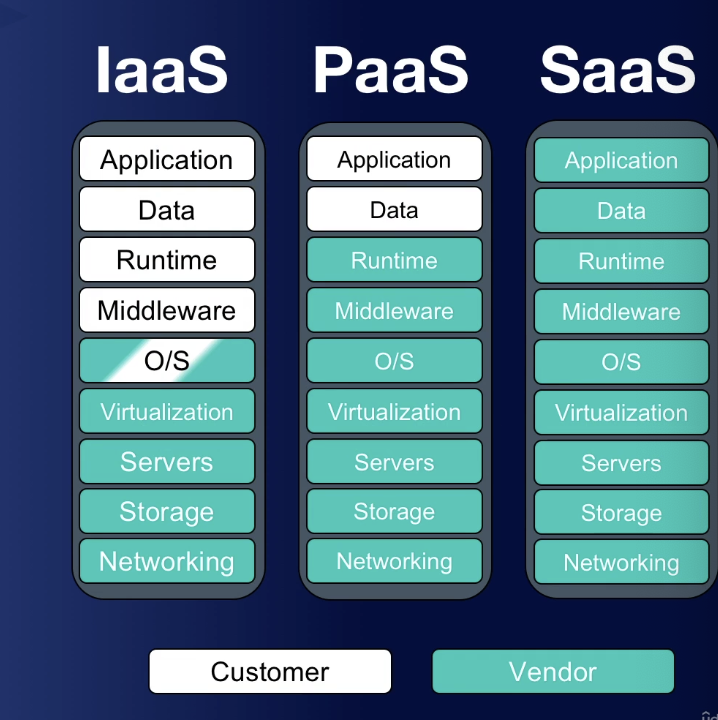 IaaS
Application
Data
Runtime
Middleware
O/S
Virtualization
Servers
Storage
Networking
PaaS
Application
Data
Runtime
Middleware
O/S
Virtualization
Servers
Storage
Networking
SaaS
Application
Data
Runtime
Middleware
O/S
Virtualization
Servers
Storage
Networking
Customer
Vendor